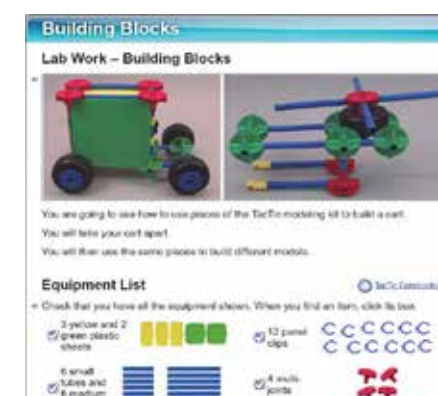 Building Blocks
Lab Work – Building Blocks
You are going to see how to use pieces of the TacTic modeling kit to build a cart.
You will take your cart apart.
You will then use the same pieces to build different models.
Equipment List
Check that you have all the equipment shown. When you find an item, click its box.
3 yellow and 2 green plastic sheets
12 panel clips
6 small tubes and 6 medium
4 multi-joints